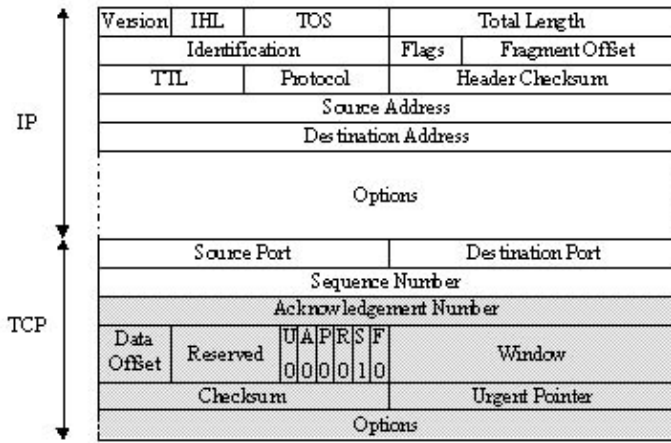 Version IHL TOS Total Length
Identification Flags Fragment Offset
TTL Protocol Header Checksum
Source Address
IP
Destination Address
Options
Source Port Destination Port
Sequence Number
Acknowledgement Number
TCP
Data Offset Reserved U A P R S F Window
0 0 0 0 1 0
Checksum Urgent Pointer
Options